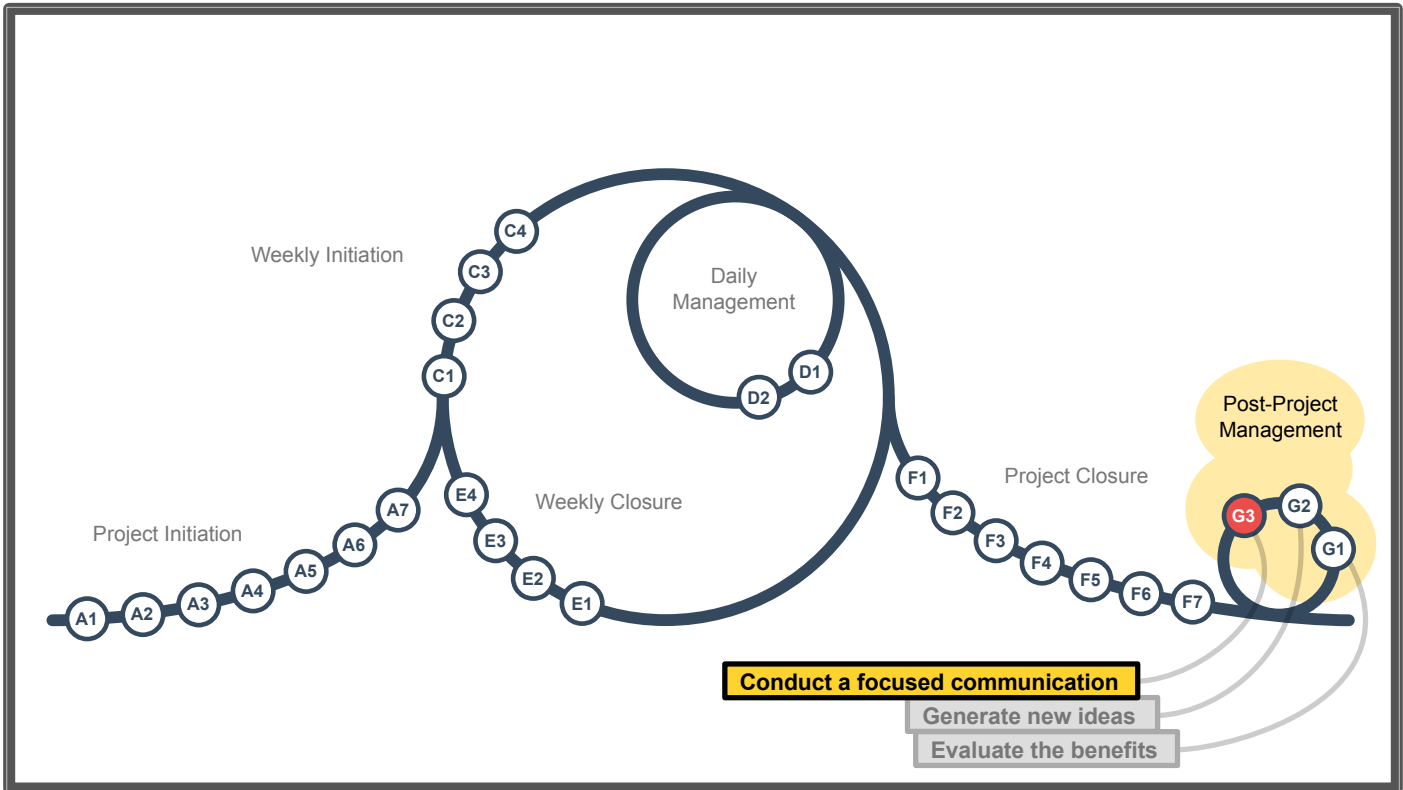 Weekly Initiation
C4
C3
C2
C1
Daily
Management
D1
D2
Post-Project
Management
Project Initiation
A1
A2
A3
A4
A5
A6
A7
Weekly Closure
E4
E3
E2
E1
Project Closure
F1
F2
F3
F4
F5
F6
F7
G3
G2
G1
Conduct a focused communication
Generate new ideas
Evaluate the benefits